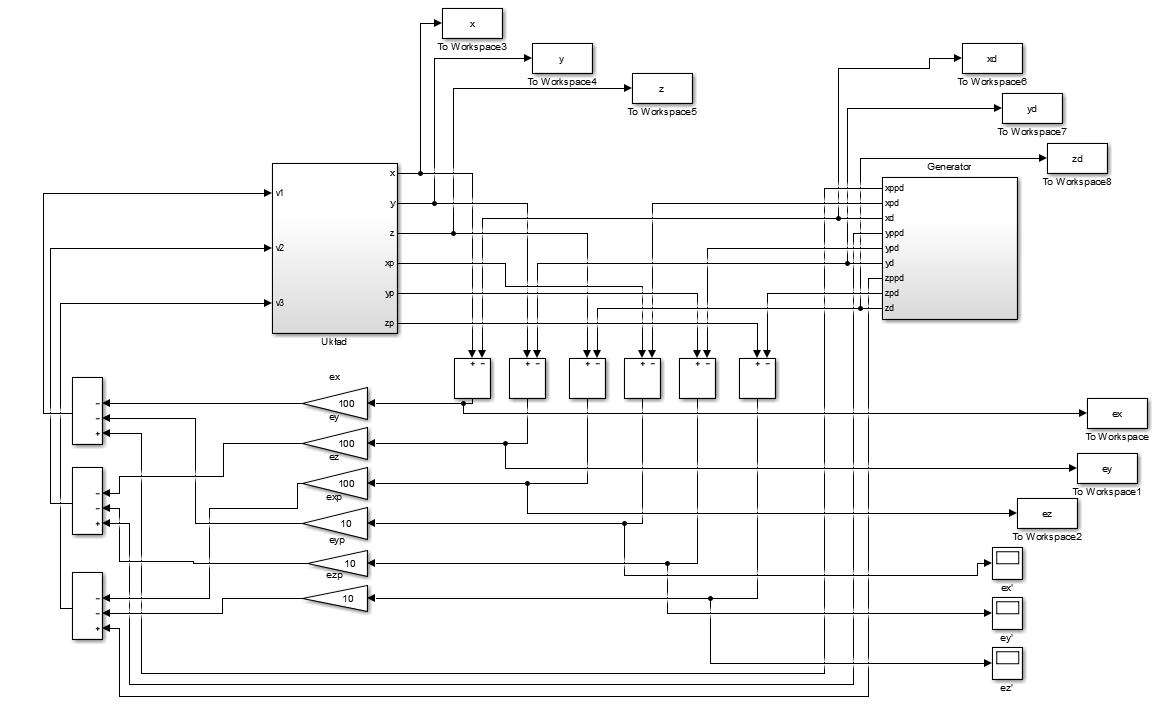 x
To Workspace3
y
To Workspace4
z
To Workspace5
xd
To Workspace6
yd
To Workspace7
zd
To Workspace8
Generator
xppd
xpd
xd
yppd
ypd
yd
zppd
zpd
zd
v1
v2
v3
x
y
z
xp
yp
zp
Układ
+ −
+ −
+ −
+ −
+ −
+ −
ex
100
ey
100
ez
100
exp
10
eyp
10
ezp
10
−
−
+
−
−
+
−
−
+
ex
To Workspace
ey
To Workspace1
ez
To Workspace2
ex'
ey'
ez'